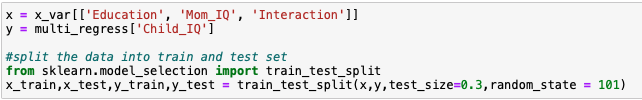 x = x_var[['Education', 'Mom_IQ', 'Interaction']]
y = multi_regress['Child_IQ']
#split the data into train and test set
from sklearn.model_selection import train_test_split
x_train,x_test,y_train,y_test = train_test_split(x,y,test_size=0.3,random_state = 101)